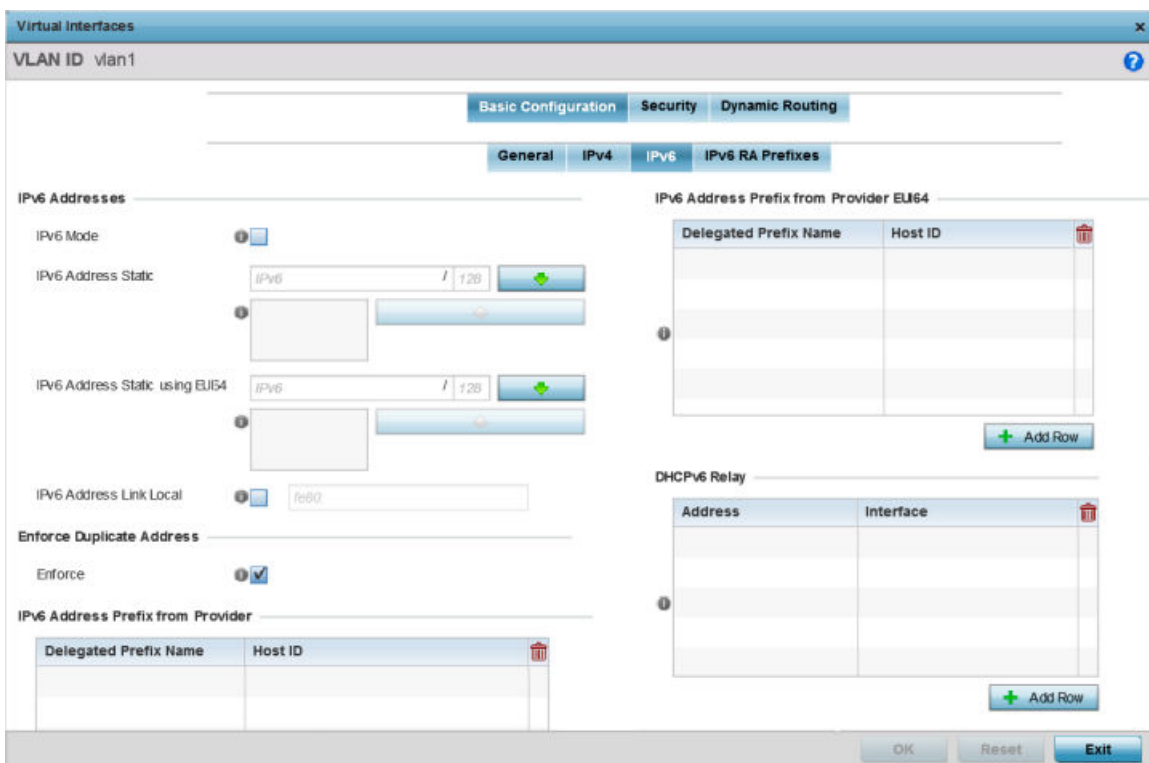 Virtual Interfaces
VLAN ID vlan1
Basic Configuration Security Dynamic Routing
General IPv4 IPv6 IPv6 RA Prefixes
IPv6 Addresses
IPv6 Mode
IPv6 Address Static
IPv6 / 128
IPv6 Address Static using EUI64
IPv6 / 128
IPv6 Address Link Local
fe80:
Enforce Duplicate Address
Enforce
IPv6 Address Prefix from Provider
Delegated Prefix Name Host ID
IPv6 Address Prefix from Provider EUI64
Delegated Prefix Name Host ID
Add Row
DHCPv6 Relay
Address Interface
Add Row
OK Reset Exit